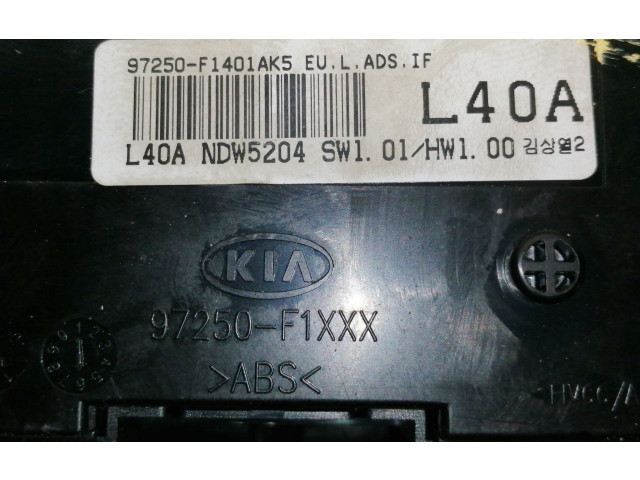 97250-F1401AK5 EU.L.ADS.IF
L40A
L40A NDW5204 SW1.01/HW1.00 김상열2
KIA
97250-F1XXX
>ABS<